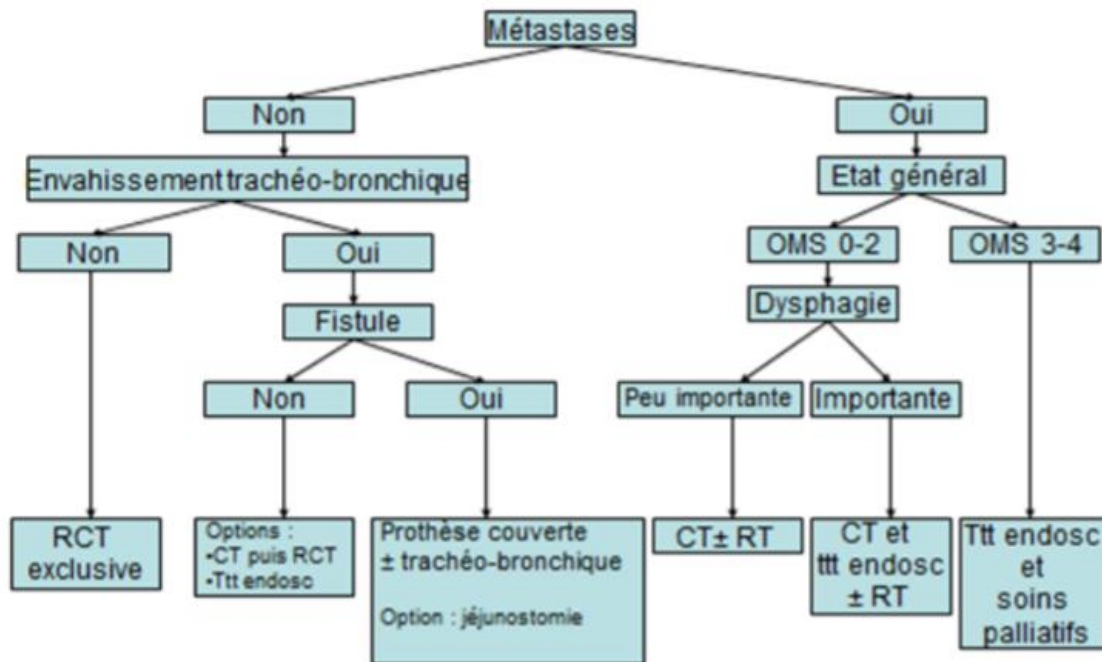 Métastases
Non
Oui
Envahissement trachéo-bronchique
Etat général
Non
Oui
OMS 0-2
OMS 3-4
Fistule
Dysphagie
Non
Oui
Peu importante
Importante
RCT
exclusive
Options :
•CT puis RCT
•Ttt endosc
Prothèse couverte
± trachéo-bronchique
Option : jéjunostomie
CT± RT
CT et
ttt endosc
± RT
Ttt endosc
et
soins
palliatifs